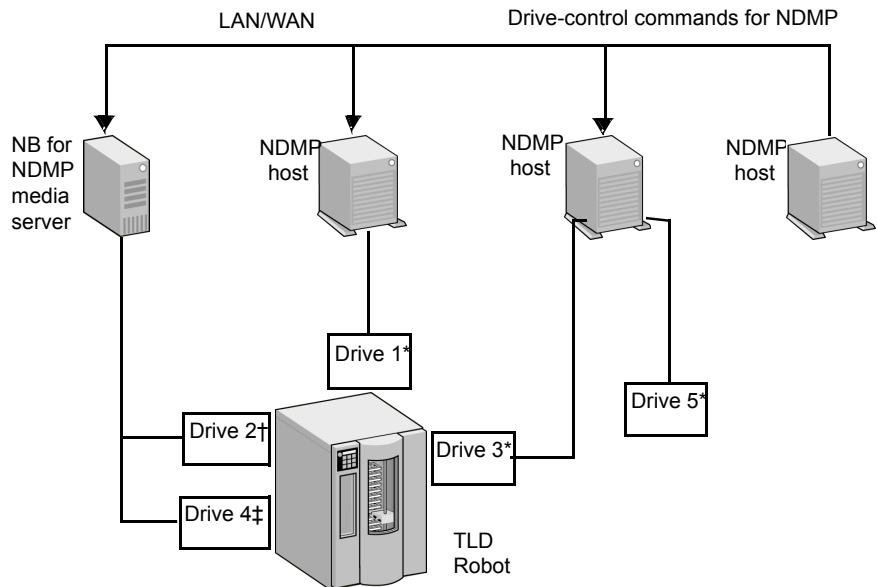 LAN/WAN
Drive-control commands for NDMP
NB for
NDMP
media
server
NDMP
host
NDMP
host
NDMP
host
Drive 1*
Drive 5*
Drive 2†
Drive 3*
Drive 4‡
TLD
Robot